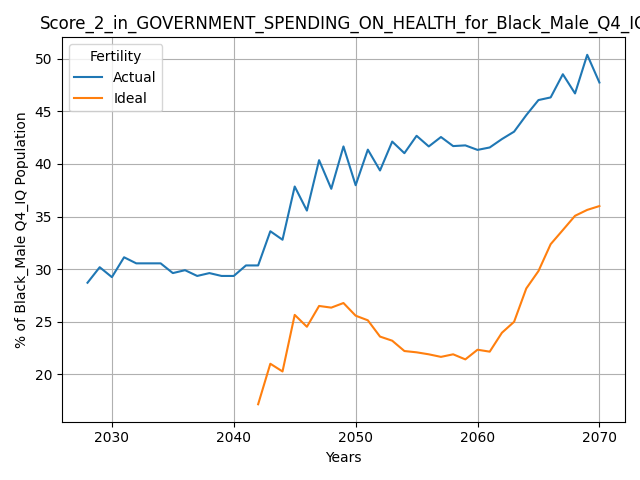 Score_2_in_GOVERNMENT_SPENDING_ON_HEALTH_for_Black_Male_Q4_IQ
Fertility
Actual
Ideal
% of Black_Male Q4_IQ Population
50
45
40
35
30
25
20
2030
2040
2050
2060
2070
Years